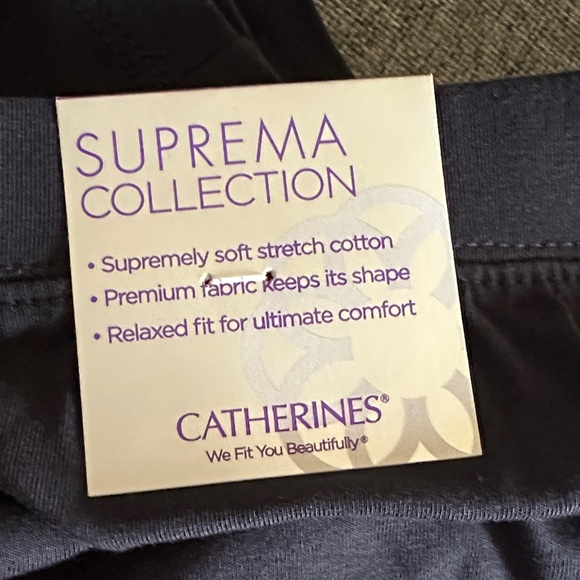 SUPREMA
COLLECTION
• Supremely soft stretch cotton
• Premium fabric keeps its shape
• Relaxed fit for ultimate comfort
CATHERINES®
We Fit You Beautifully®